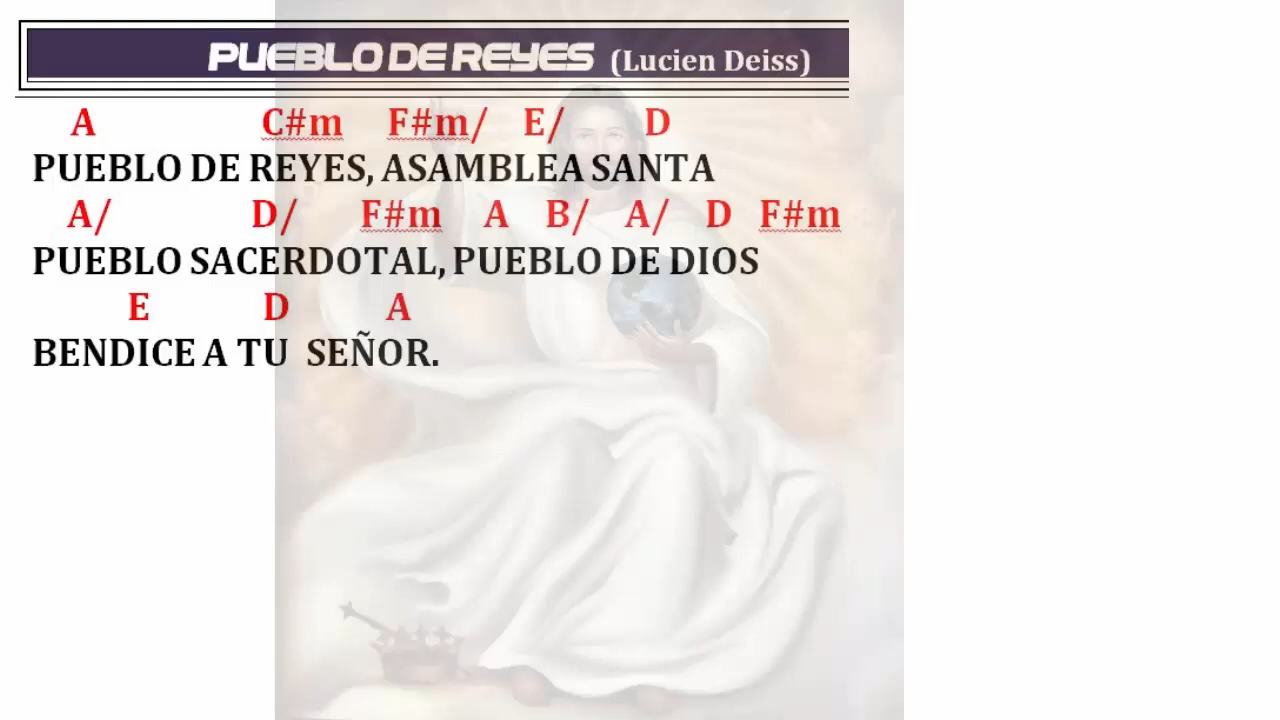 PUEBLO DE REYES (Lucien Deiss)
A C#m F#m/ E/ D
PUEBLO DE REYES, ASAMBLEA SANTA
A/ D/ F#m A B/ A/ D F#m
PUEBLO SACERDOTAL, PUEBLO DE DIOS
E D A
BENDICE A TU SEÑOR.